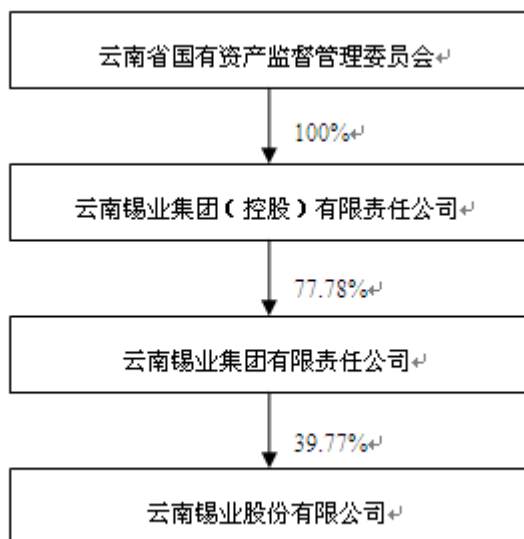 云南省国有资产监督管理委员会↵
100%↵
云南锡业集团（控股）有限责任公司↵
77.78%↵
云南锡业集团有限责任公司↵
39.77%↵
云南锡业股份有限公司↵